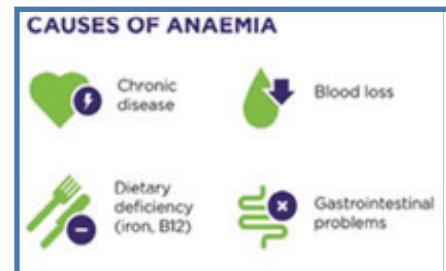 CAUSES OF ANAEMIA
Chronic
disease
Blood loss
Dietary
deficiency
(iron, B12)
Gastrointestinal
problems